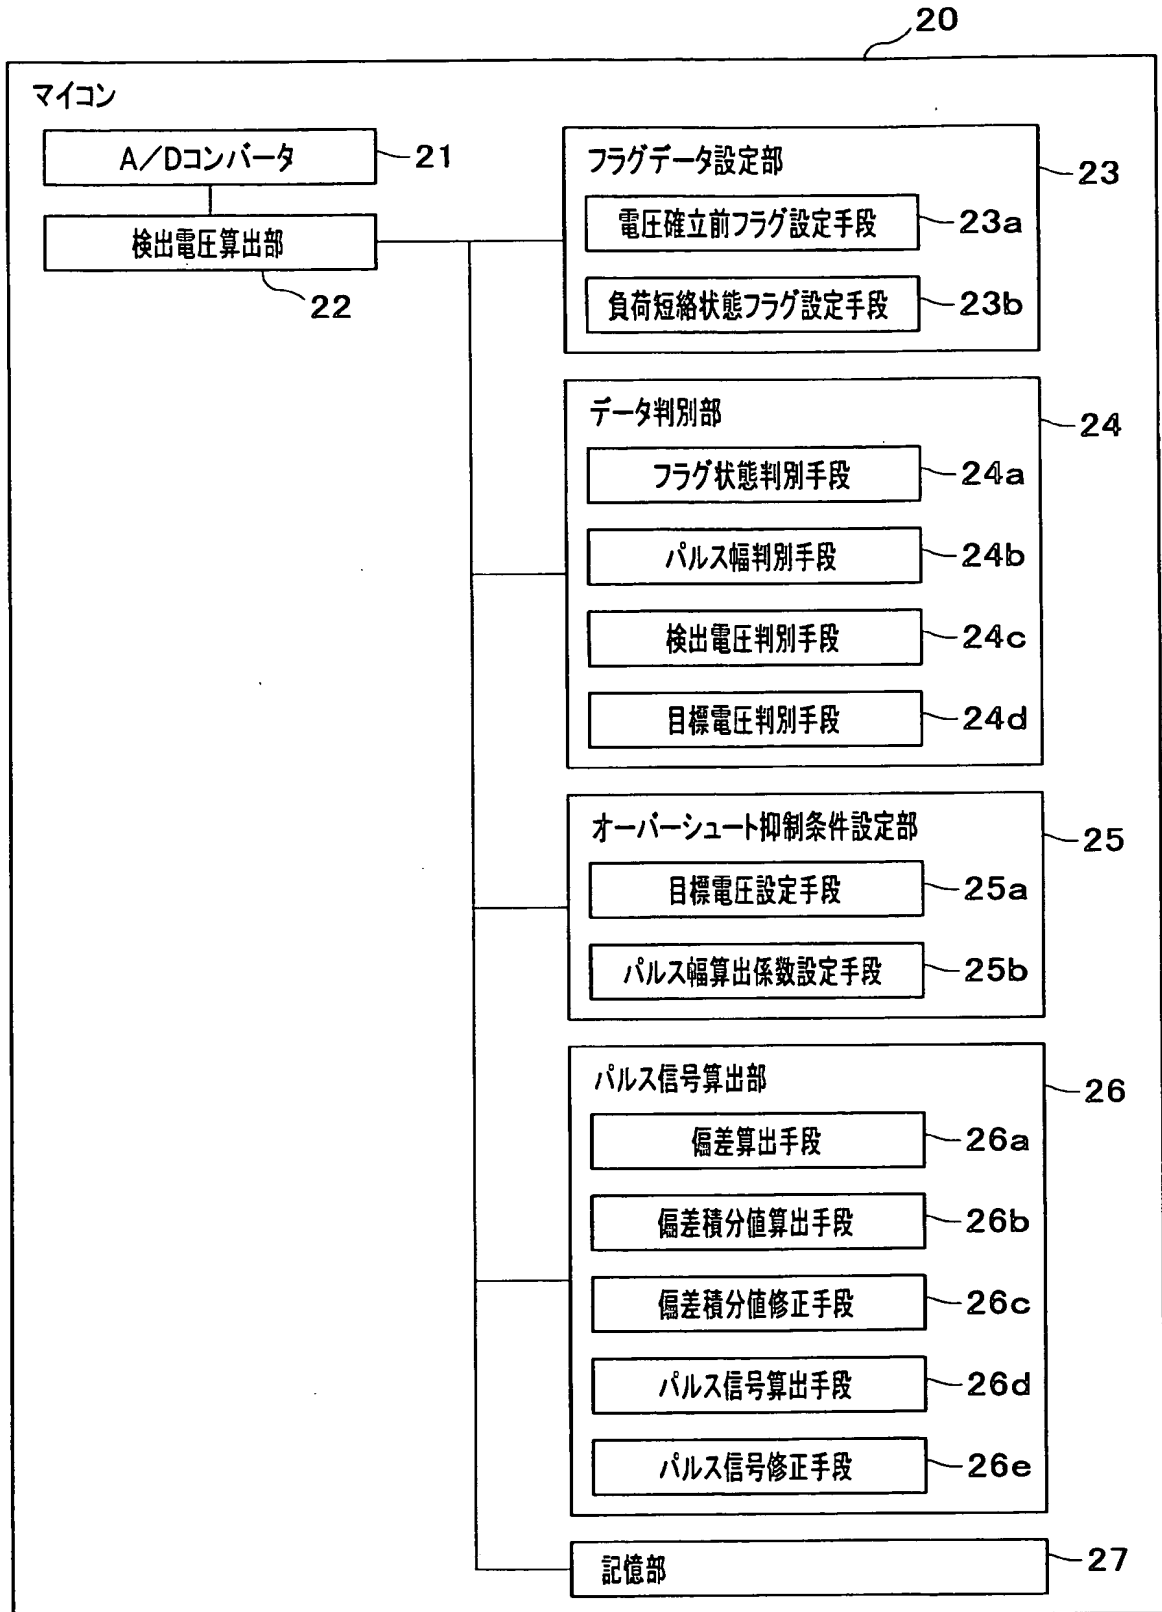 20
マイコン
A/Dコンバータ 21
検出電圧算出部
22
フラグデータ設定部 23
電圧確立前フラグ設定手段 23a
負荷短絡状態フラグ設定手段 23b
データ判別部 24
フラグ状態判別手段 24a
パルス幅判別手段 24b
検出電圧判別手段 24c
目標電圧判別手段 24d
オーバーシュート抑制条件設定部 25
目標電圧設定手段 25a
パルス幅算出係数設定手段 25b
パルス信号算出部 26
偏差算出手段 26a
偏差積分値算出手段 26b
偏差積分値修正手段 26c
パルス信号算出手段 26d
パルス信号修正手段 26e
記憶部 27